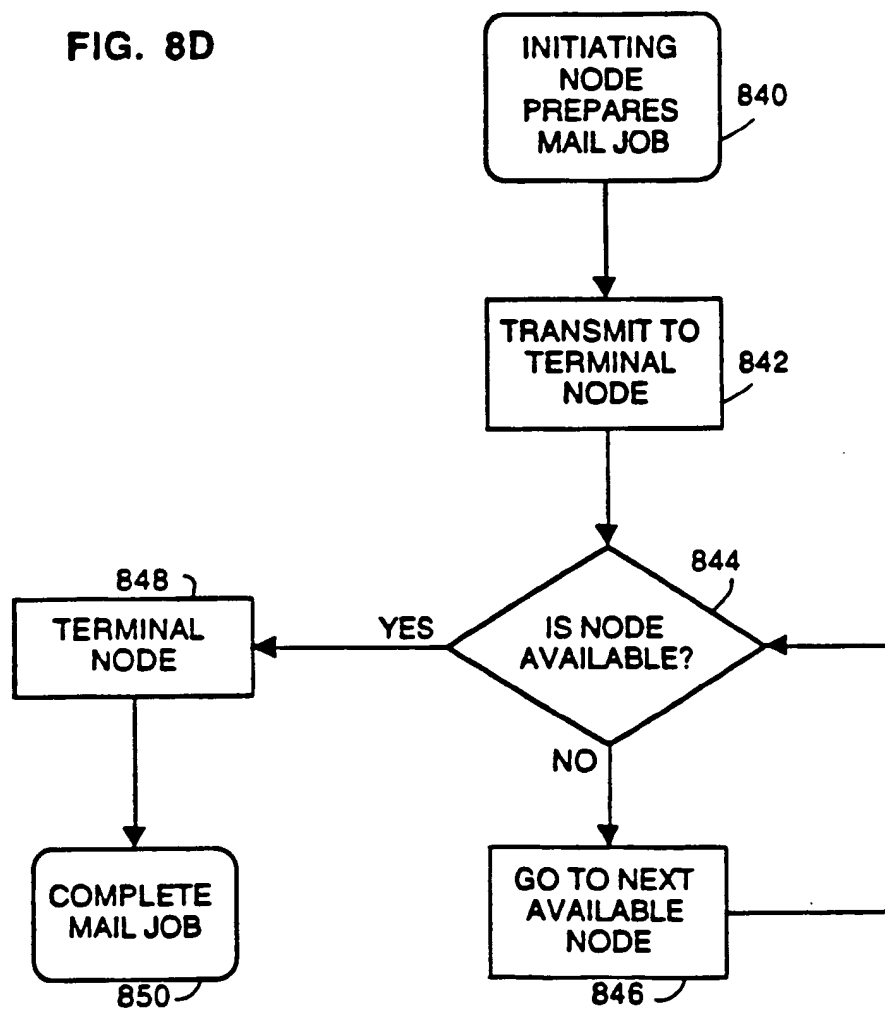 FIG. 8D
INITIATING
NODE
PREPARES
MAIL JOB
840
TRANSMIT TO
TERMINAL
NODE
842
844
IS NODE
AVAILABLE?
YES
NO
848
TERMINAL
NODE
COMPLETE
MAIL JOB
850
GO TO NEXT
AVAILABLE
NODE
846